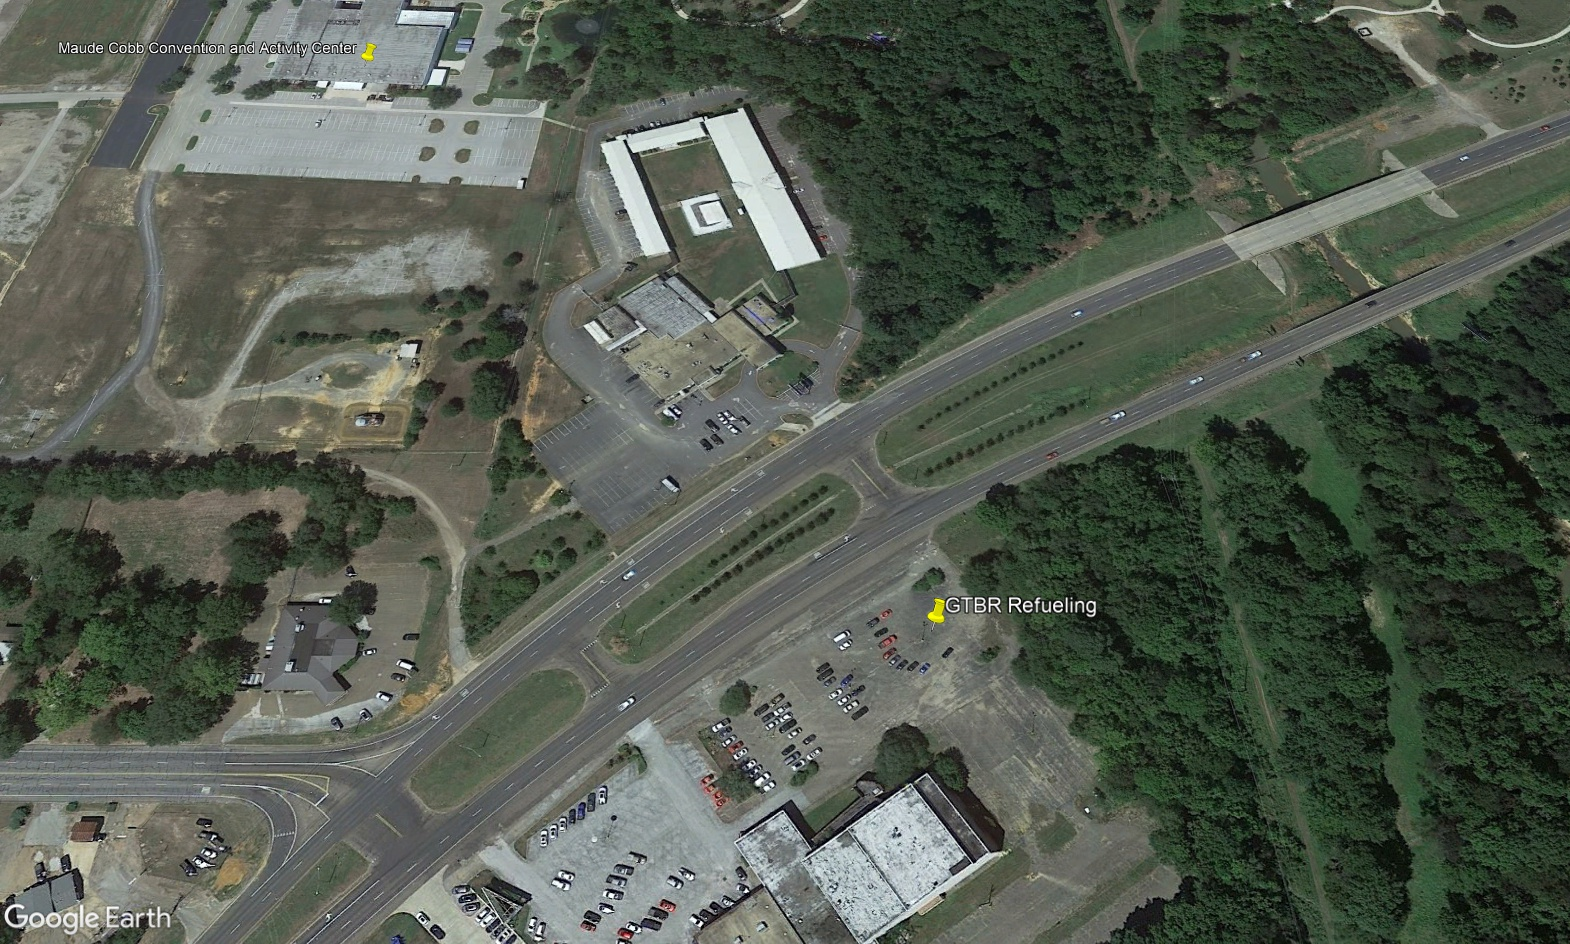 Maude Cobb Convention and Activity Center
GTBR Refueling
Google Earth